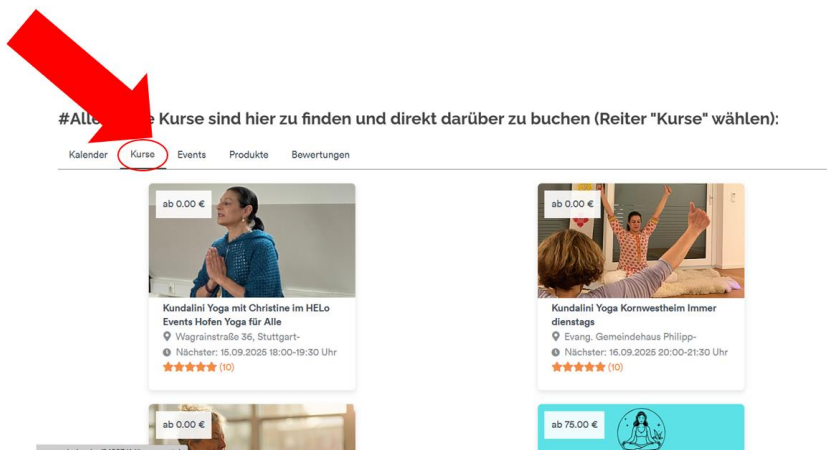 #Alle Kurse sind hier zu finden und direkt darüber zu buchen (Reiter "Kurse" wählen):
Kalender Kurse Events Produkte Bewertungen
ab 0.00 €
Kundalini Yoga mit Christine im HELo
Events Hofen Yoga für Alle
Wagrainstraße 36, Stuttgart-
Nächster: 15.09.2025 18:00-19:30 Uhr
(10)
ab 0.00 €
Kundalini Yoga Kornwestheim Immer
dienstags
Evang. Gemeindehaus Philipp-
Nächster: 16.09.2025 20:00-21:30 Uhr
(10)
ab 0.00 €
ab 75.00 €